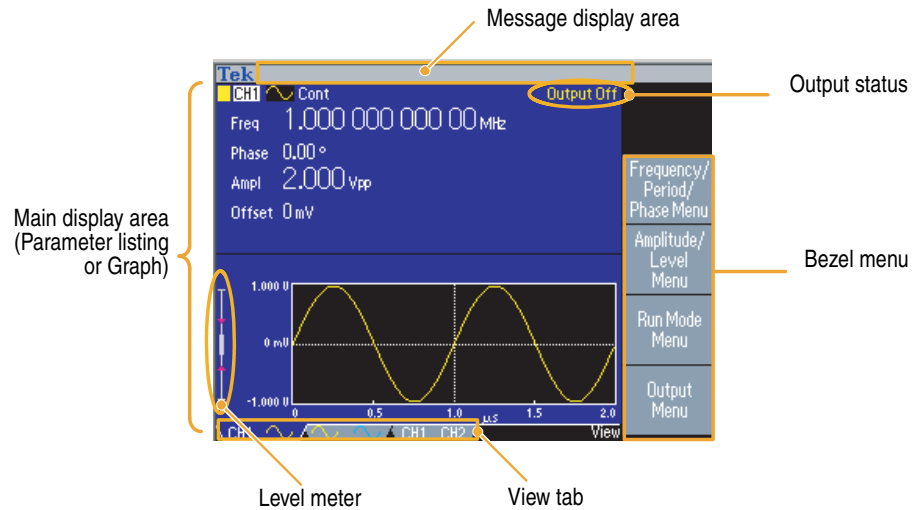 Message display area
Tek
Output status
CH1 Cont Output Off
Freq 1.000 000 000 00 MHz
Phase 0.00 °
Ampl 2.000 Vpp
Offset 0 mV
Main display area
(Parameter listing
or Graph)
Frequency/
Period/
Phase Menu
Amplitude/
Level
Menu
Bezel menu
Run Mode
Menu
Output
Menu
1.000 V
0 mV
-1.000 V
0 0.5 1.0 µs 1.5 2.0
CH1 CH1 CH2 View
Level meter
View tab